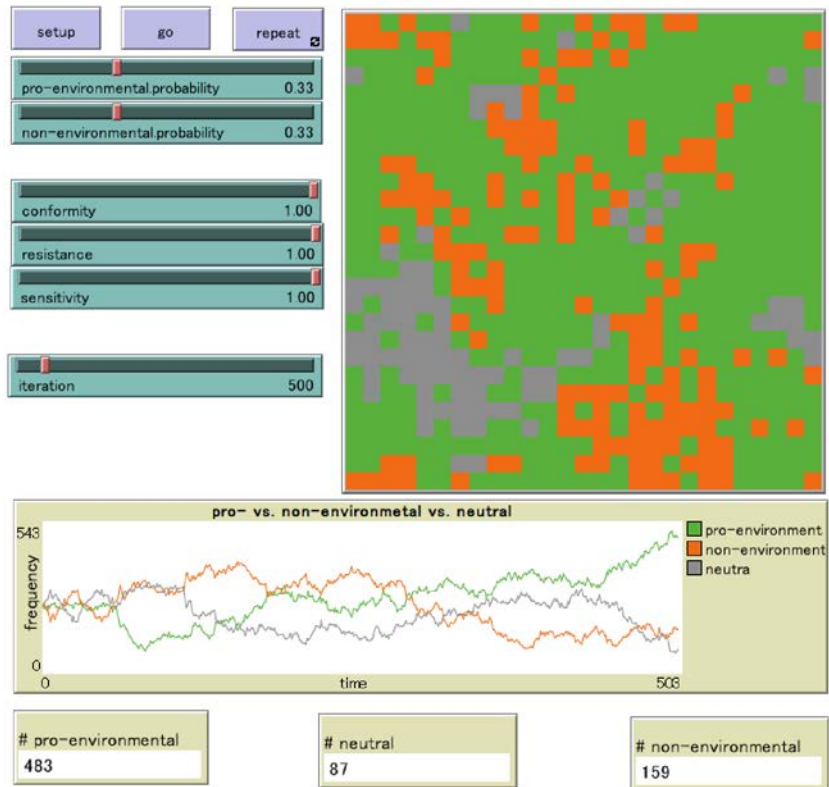 setup
go
repeat
pro-environmental.probability 0.33
non-environmental.probability 0.33
conformity 1.00
resistance 1.00
sensitivity 1.00
iteration 500
pro- vs. non-environmetal vs. neutral
543
frequency
0
0
time
503
pro-environment
non-environment
neutra
# pro-environmental
483
# neutral
87
# non-environmental
159